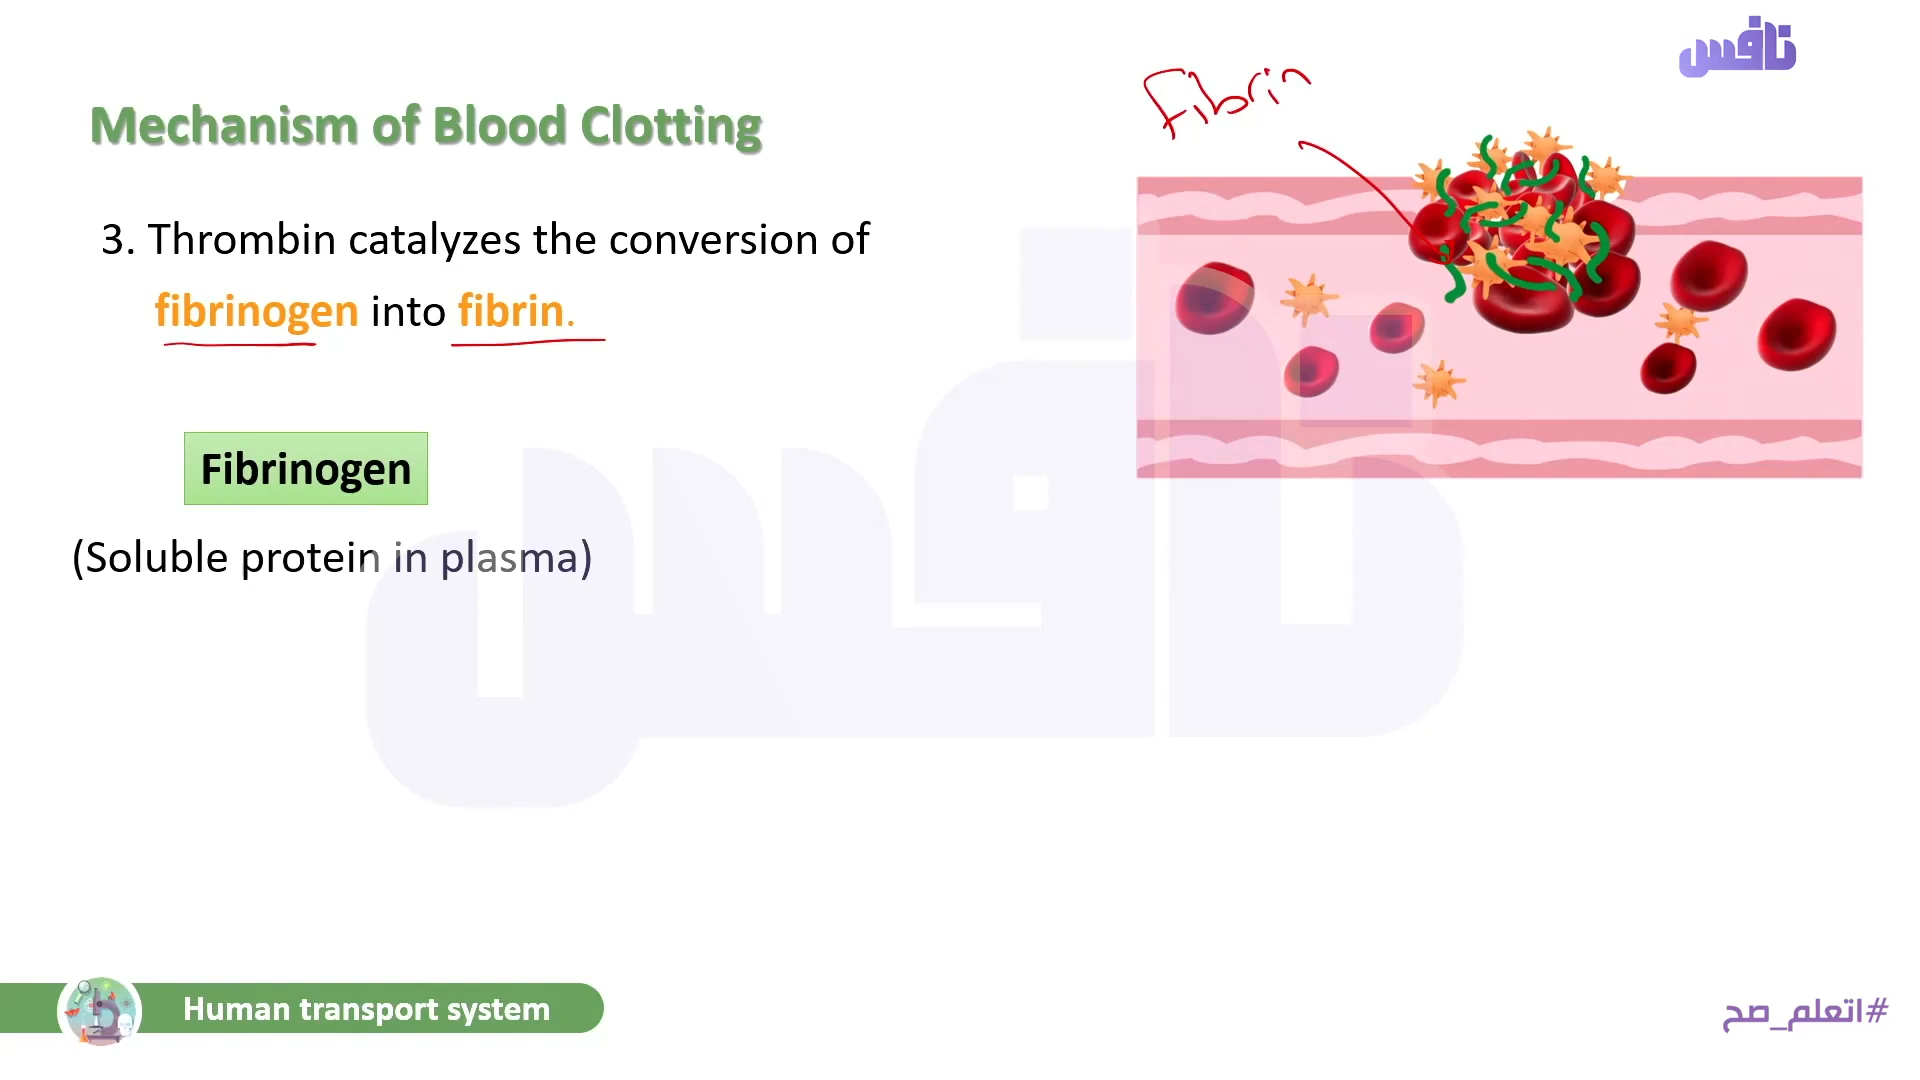 نافس
Fibrin
Mechanism of Blood Clotting
3. Thrombin catalyzes the conversion of
fibrinogen into fibrin.
Fibrinogen
(Soluble protein in plasma)
نافس
Human transport system
#اتعلم_صح